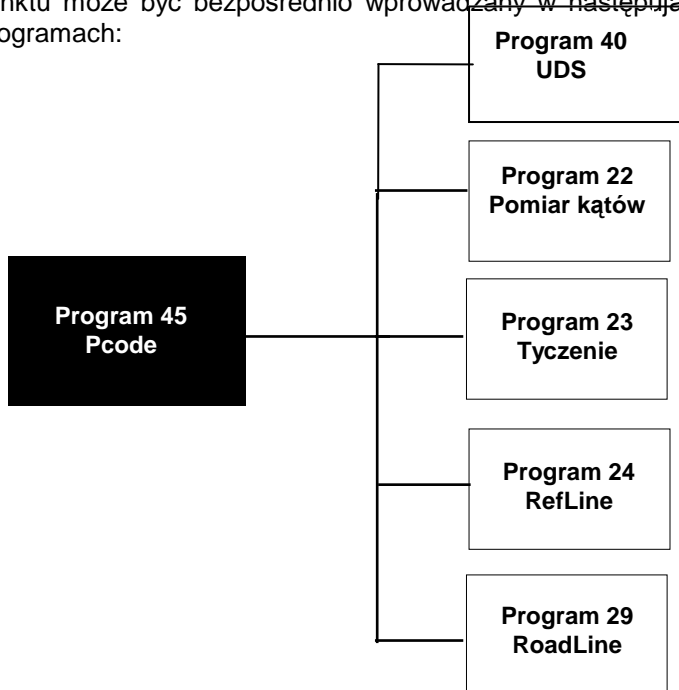 nktu może być bezpośrednio wprowadzany w następują
ogramach:
Program 40
UDS
Program 22
Pomiar kątów
Program 45
Pcode
Program 23
Tyczenie
Program 24
RefLine
Program 29
RoadLine